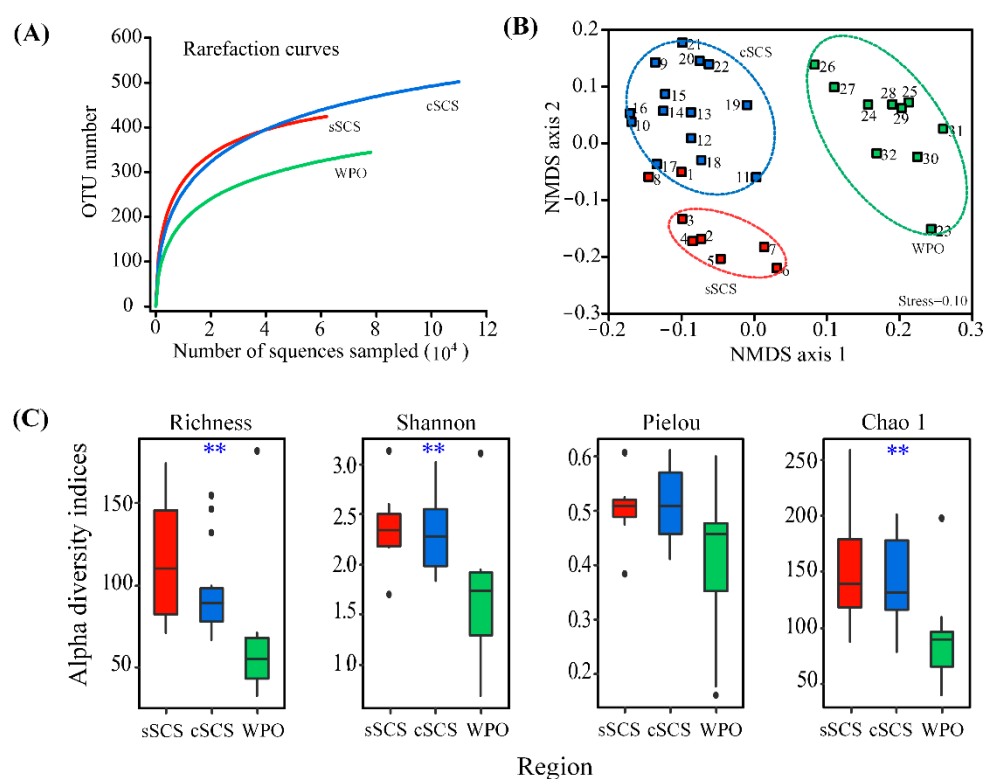 (A)
Rarefaction curves
OTU number
600
500
400
300
200
100
0
sSCS
cSCS
WPO
0 2 4 6 8 10 12
Number of squences sampled (10⁴)
(B)
NMDS axis 2
0.2
0.1
0.0
-0.1
-0.2
-0.3
21
cSCS
9
20
22
15
16
14
13
19
10
12
17
18
8
1
11
3
4
2
7
5
6
sSCS
26
27
28
25
24
29
31
32
30
23
WPO
Stress=0.10
-0.2 -0.1 0.0 0.1 0.2 0.3
NMDS axis 1
(C)
Alpha diversity indices
Richness
**
150
100
50
sSCS cSCS WPO
Shannon
**
3.0
2.5
2.0
1.5
1.0
sSCS cSCS WPO
Pielou
0.6
0.5
0.4
0.3
0.2
sSCS cSCS WPO
Chao 1
**
250
200
150
100
50
sSCS cSCS WPO
Region